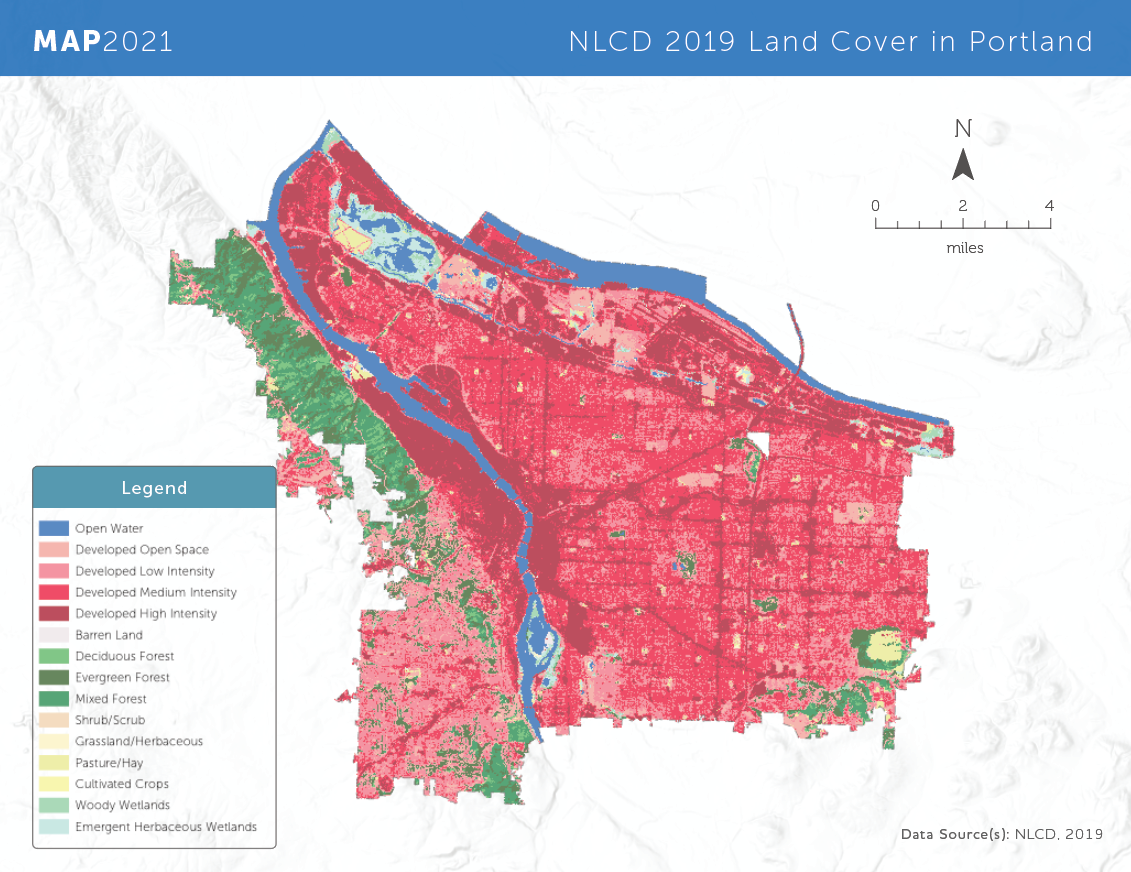 MAP2021
NLCD 2019 Land Cover in Portland
N
0 2 4
miles
Legend
Open Water
Developed Open Space
Developed Low Intensity
Developed Medium Intensity
Developed High Intensity
Barren Land
Deciduous Forest
Evergreen Forest
Mixed Forest
Shrub/Scrub
Grassland/Herbaceous
Pasture/Hay
Cultivated Crops
Woody Wetlands
Emergent Herbaceous Wetlands
Data Source(s): NLCD, 2019